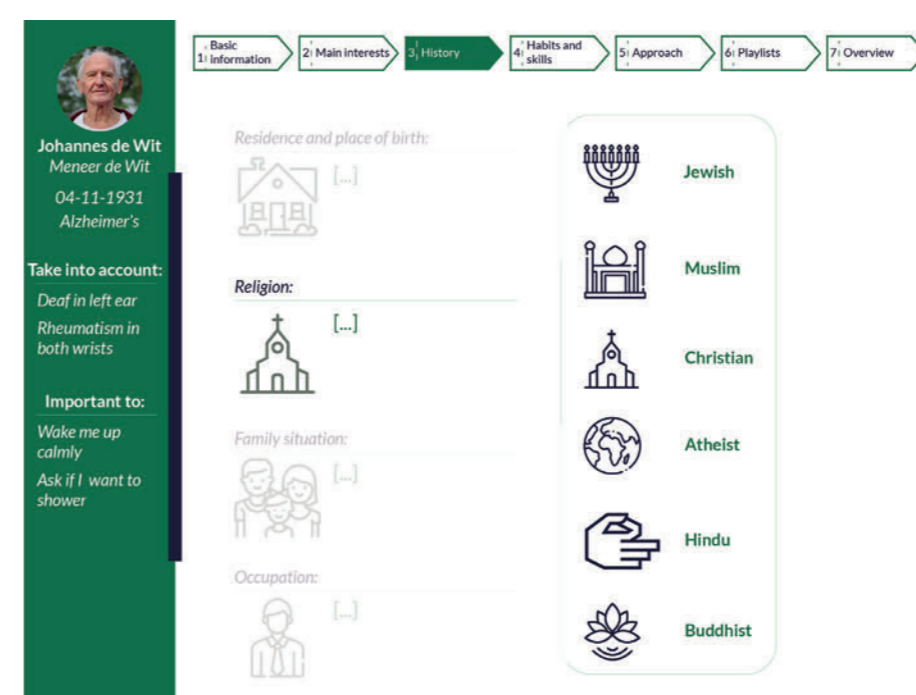 1 Basic information
2 Main interests
3 History
4 Habits and skills
5 Approach
6 Playlists
7 Overview
Johannes de Wit
Meneer de Wit
04-11-1931
Alzheimer's
Take into account:
Deaf in left ear
Rheumatism in
both wrists
Important to:
Wake me up
calmly
Ask if I want to
shower
Residence and place of birth:
[...]
Religion:
[...]
Family situation:
[...]
Occupation:
[...]
Jewish
Muslim
Christian
Atheist
Hindu
Buddhist